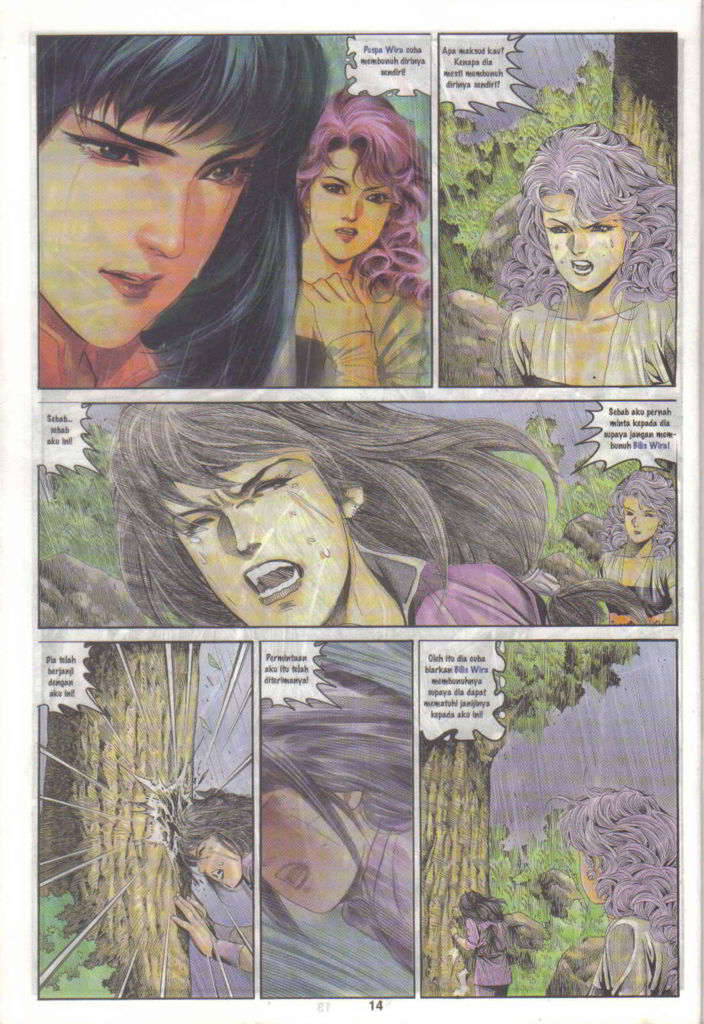 Puspa Wira cuba
membunuh dirinya
sendiri!
Apa maksud kau?
Kenapa dia
mesti membunuh
dirinya sendiri?
Sebab..
sebab
aku ini!
Sebab aku pernah
minta kepada dia
supaya jangan mem-
bunuh Bilis Wira!
Dia telah
berjanji
dengan
aku ini!
Permintaan
aku itu telah
diterimanya!
Oleh itu dia cuba
biarkan Bilis Wira
membunuhnya
supaya dia dapat
mematuhi janjinya
kepada aku ini!
14